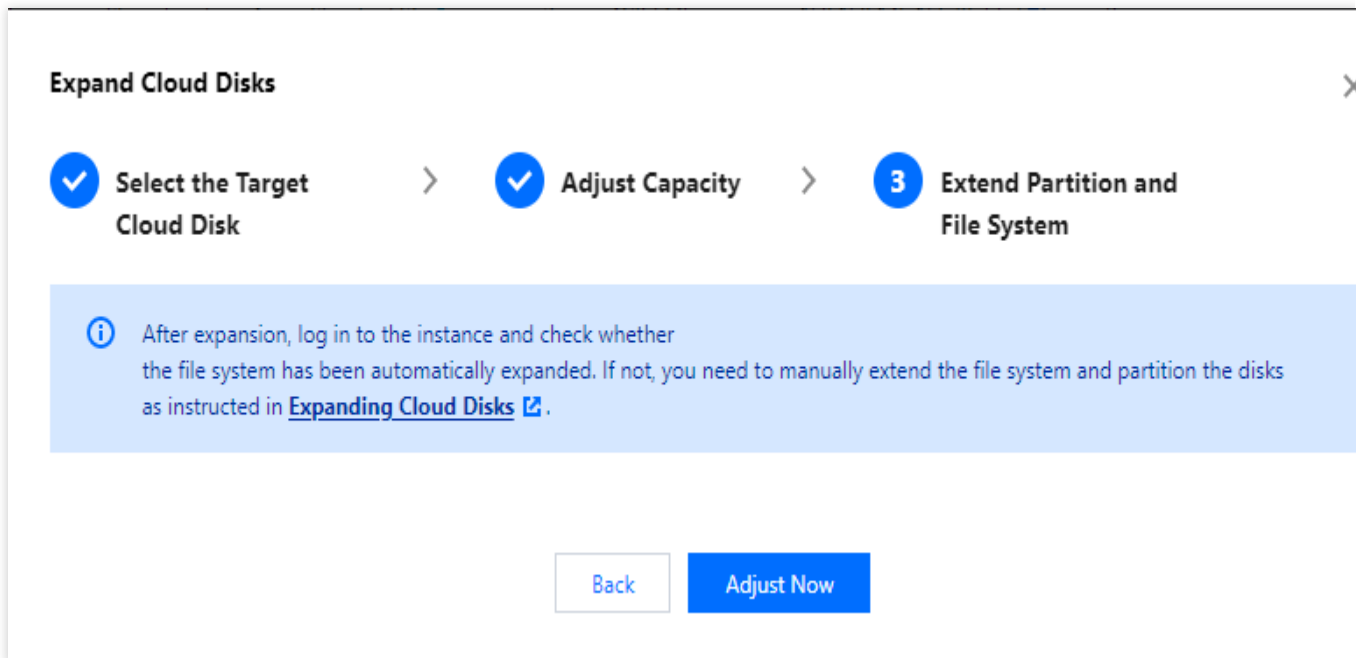 Expand Cloud Disks
Select the Target
Cloud Disk
Adjust Capacity
3
Extend Partition and
File System
After expansion, log in to the instance and check whether
the file system has been automatically expanded. If not, you need to manually extend the file system and partition the disks
as instructed in Expanding Cloud Disks .
Back
Adjust Now